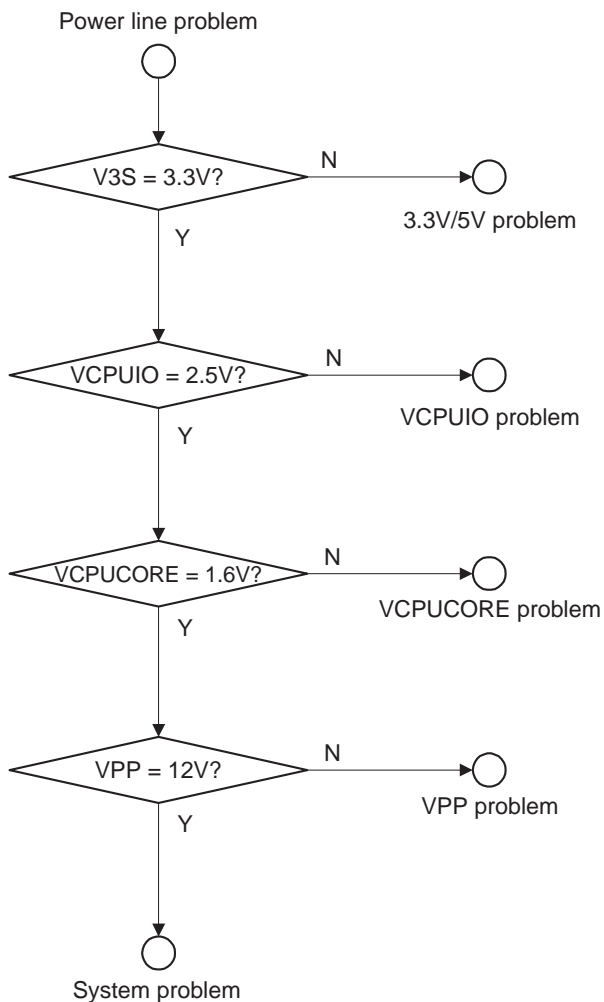 Power line problem
V3S = 3.3V?
N
3.3V/5V problem
Y
VCPUIO = 2.5V?
N
VCPUIO problem
Y
VCPUCORE = 1.6V?
N
VCPUCORE problem
Y
VPP = 12V?
N
VPP problem
Y
System problem